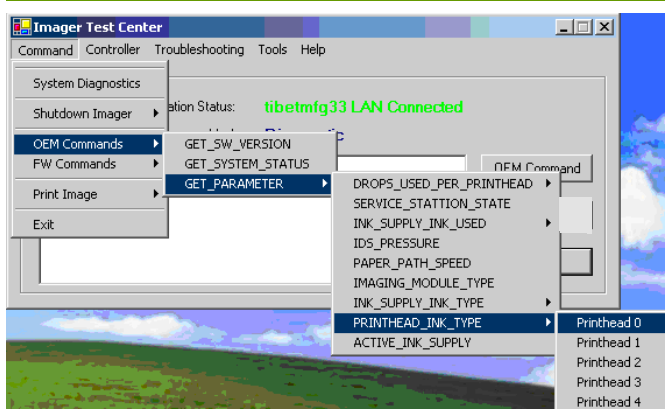 Imager Test Center
Command Controller Troubleshooting Tools Help
System Diagnostics
Shutdown Imager
OEM Commands
FW Commands
Print Image
Exit
ation Status: tibetmfg33 LAN Connected
GET_SW_VERSION
GET_SYSTEM_STATUS
GET_PARAMETER
OEM Command
DROPS_USED_PER_PRINTHEAD
SERVICE_STATTION_STATE
INK_SUPPLY_INK_USED
IDS_PRESSURE
PAPER_PATH_SPEED
IMAGING_MODULE_TYPE
INK_SUPPLY_INK_TYPE
PRINTHEAD_INK_TYPE
ACTIVE_INK_SUPPLY
Printhead 0
Printhead 1
Printhead 2
Printhead 3
Printhead 4